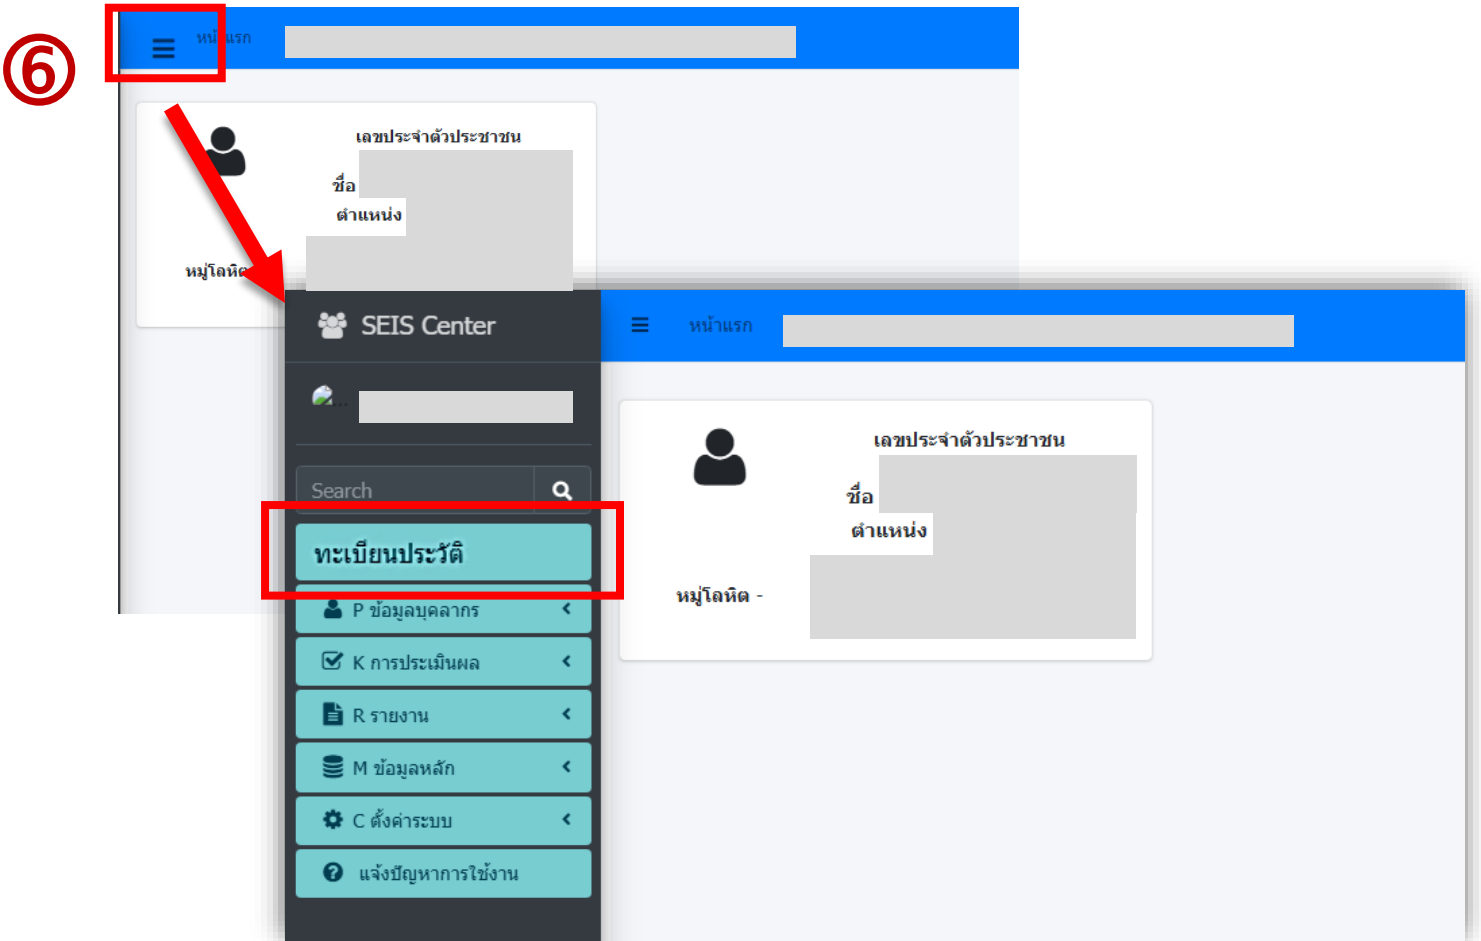 ⑥
หน้าแรก
เลขประจำตัวประชาชน
ชื่อ
ตำแหน่ง
หมู่โลหิต
SEIS Center
หน้าแรก
...
Search
ทะเบียนประวัติ
P ข้อมูลบุคลากร
K การประเมินผล
R รายงาน
M ข้อมูลหลัก
C ตั้งค่าระบบ
แจ้งปัญหาการใช้งาน
เลขประจำตัวประชาชน
ชื่อ
ตำแหน่ง
หมู่โลหิต -